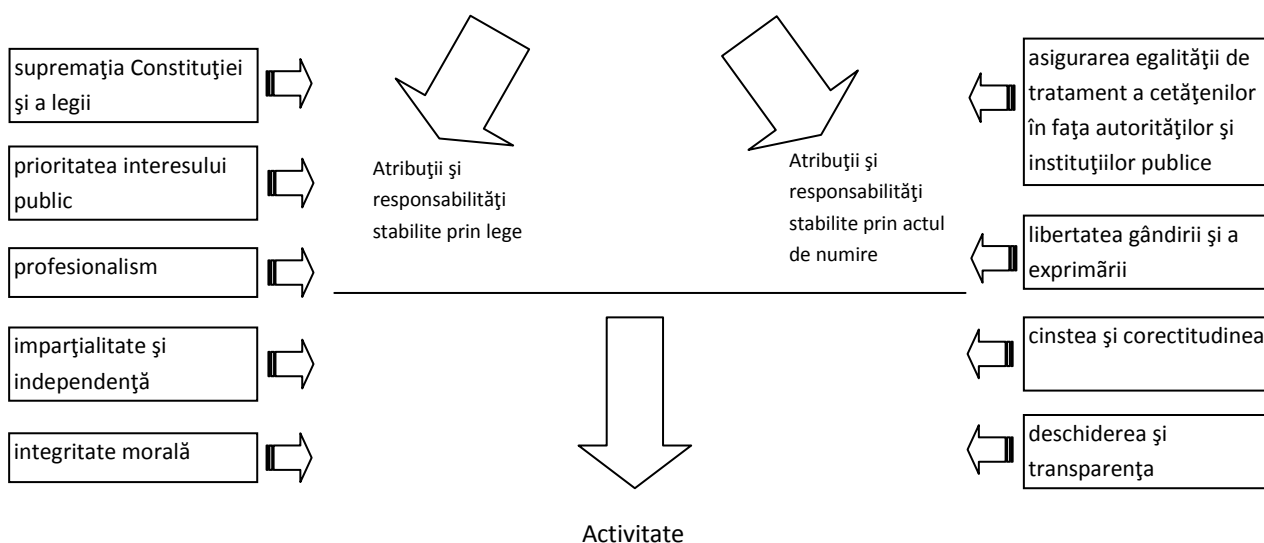 supremaţia Constituţiei
şi a legii
prioritatea interesului
public
profesionalism
imparţialitate şi
independenţă
integritate morală
Atribuţii şi
responsabilităţi
stabilite prin lege
Atribuţii şi
responsabilităţi
stabilite prin actul
de numire
asigurarea egalităţii de
tratament a cetăţenilor
în faţa autorităţilor şi
instituţiilor publice
libertatea gândirii şi a
exprimãrii
cinstea şi corectitudinea
deschiderea şi
transparenţa
Activitate